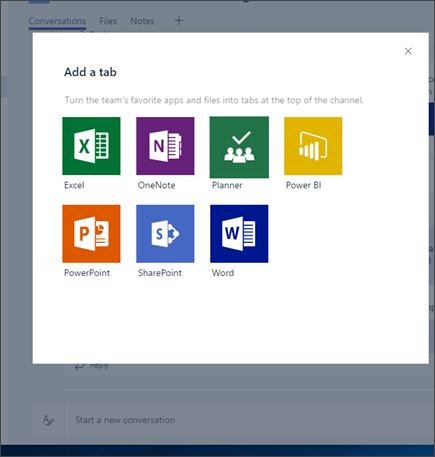 Conversations Files Notes +
Add a tab
Turn the team's favorite apps and files into tabs at the top of the channel.
Excel OneNote Planner Power BI
PowerPoint SharePoint Word
Reply
Start a new conversation